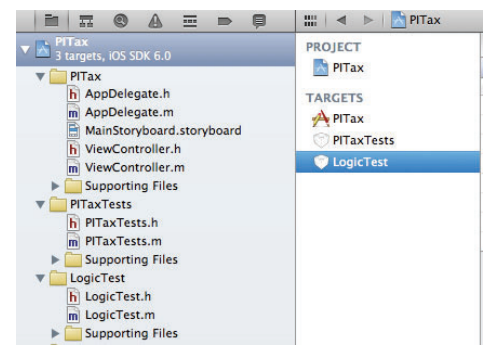 PITax
PITax
3 targets, iOS SDK 6.0
PITax
AppDelegate.h
AppDelegate.m
MainStoryboard.storyboard
ViewController.h
ViewController.m
Supporting Files
PITaxTests
PITaxTests.h
PITaxTests.m
Supporting Files
LogicTest
LogicTest.h
LogicTest.m
Supporting Files
PROJECT
PITax
TARGETS
PITax
PITaxTests
LogicTest